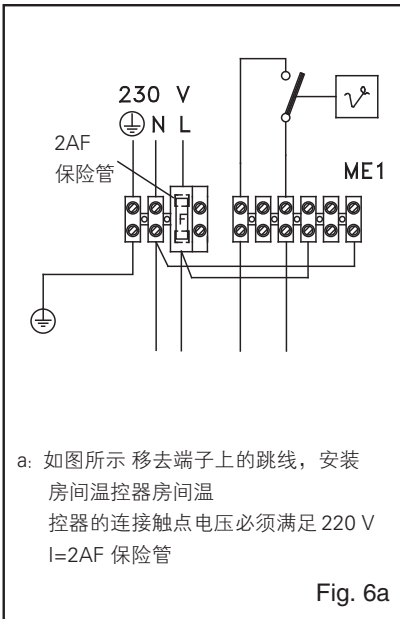 230 V
N L
2AF
保险管
ME1
F
a: 如图所示 移去端子上的跳线，安装
房间温控器房间温
控器的连接触点电压必须满足 220 V
I=2AF 保险管
Fig. 6a